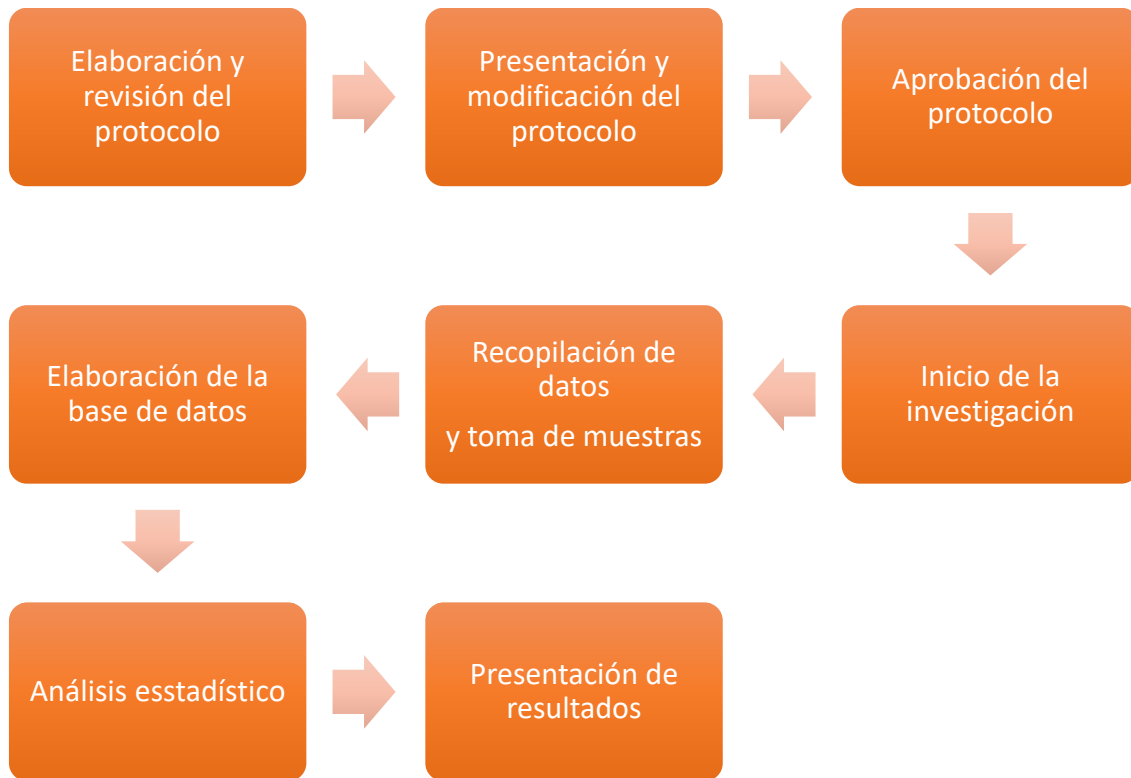 Elaboración y
revisión del
protocolo
Presentación y
modificación del
protocolo
Aprobación del
protocolo
Inicio de la
investigación
Recopilación de
datos
y toma de muestras
Elaboración de la
base de datos
Análisis esstadístico
Presentación de
resultados